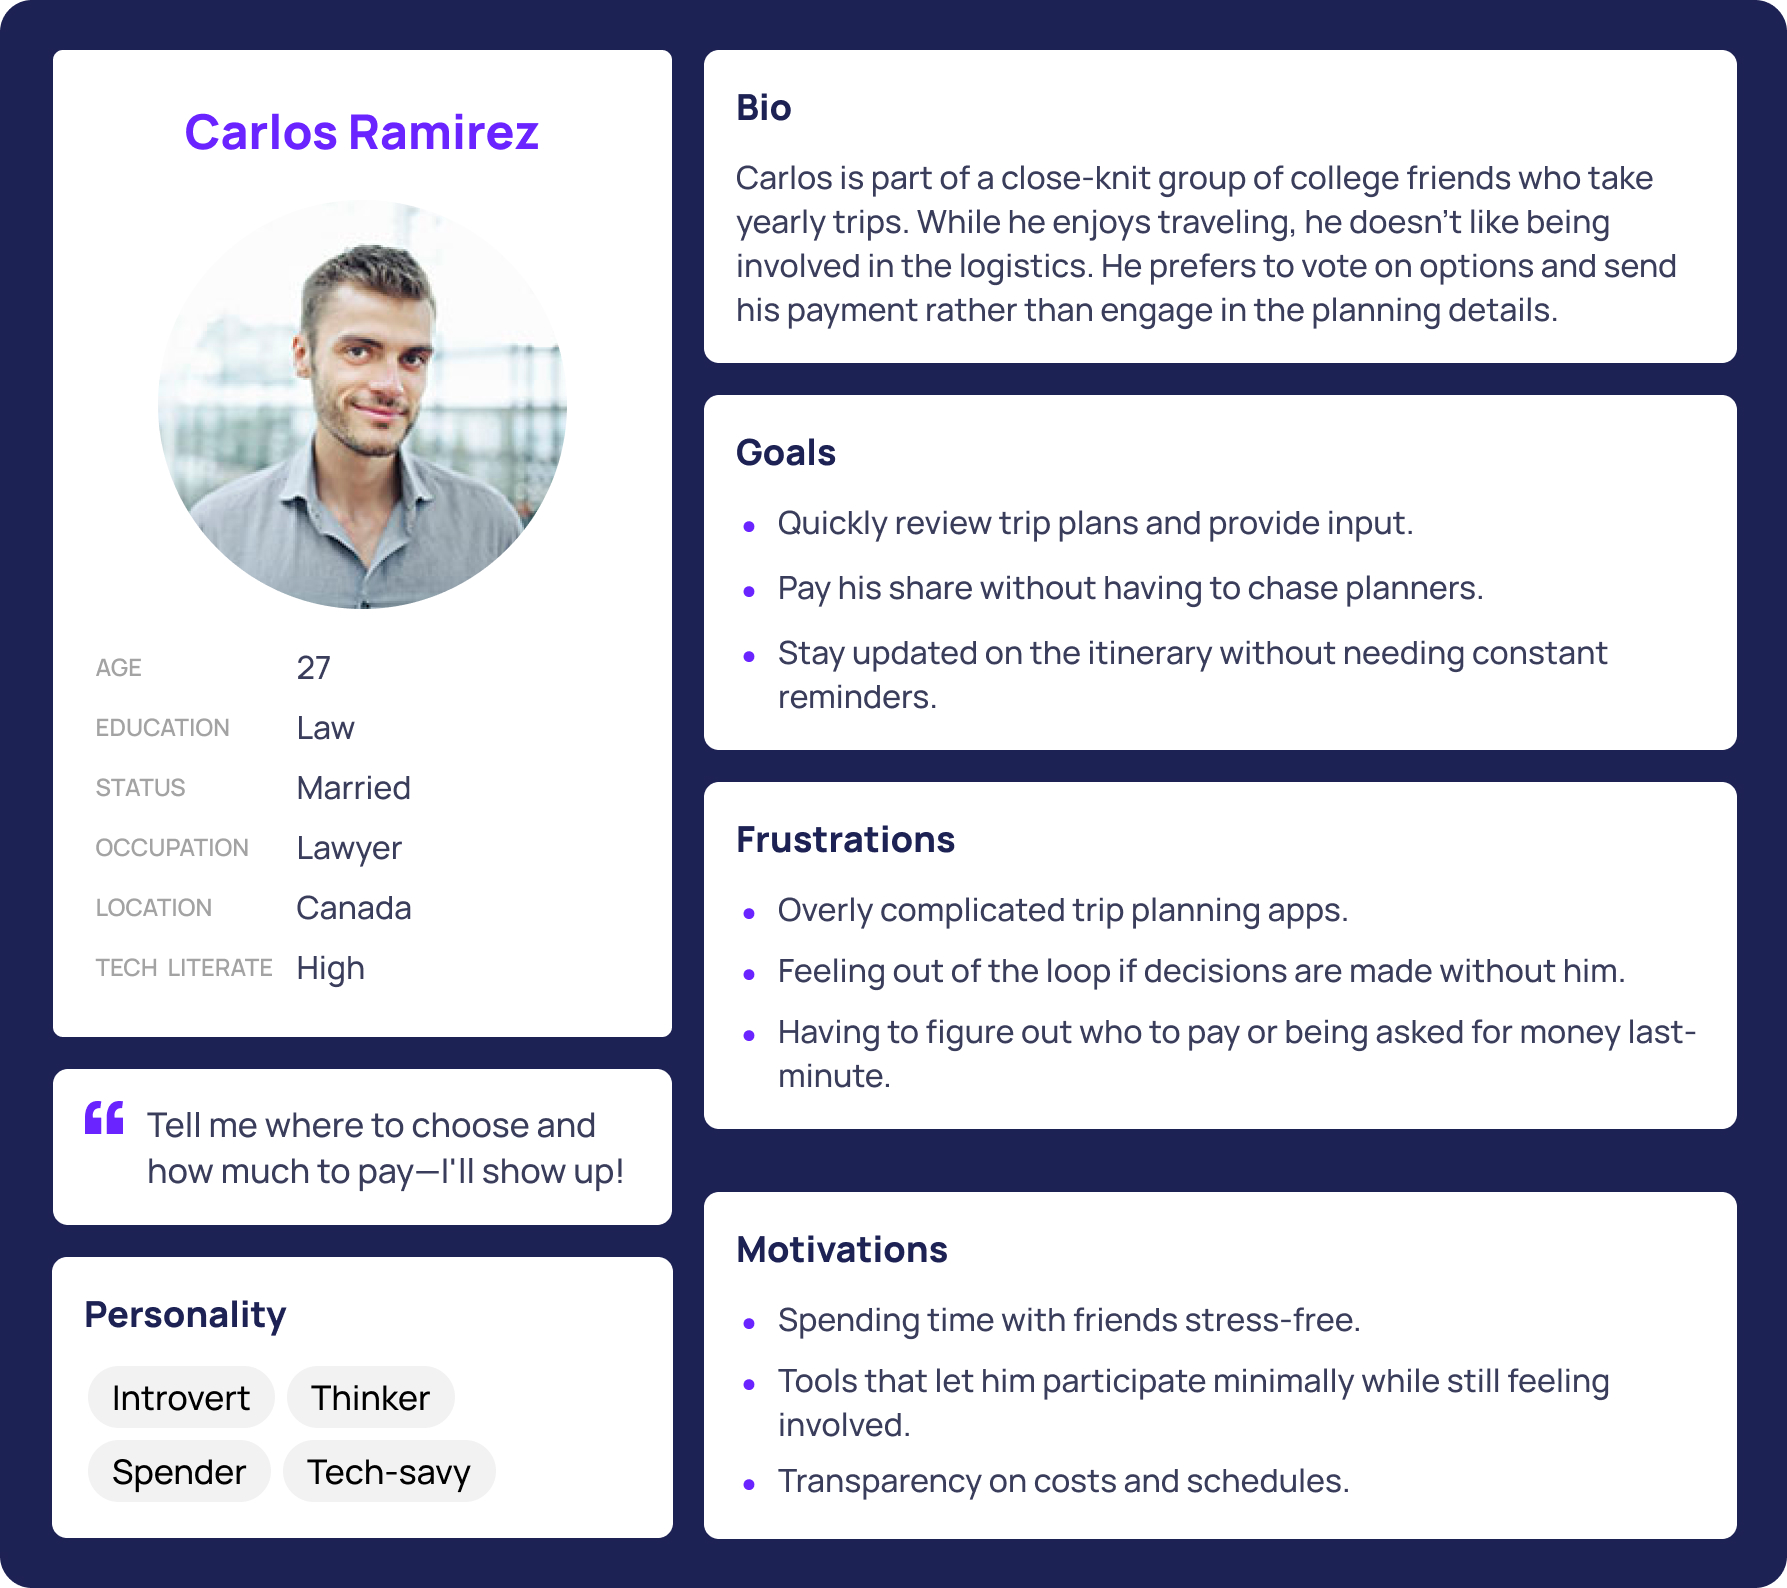 Carlos Ramirez
AGE 27
EDUCATION Law
STATUS Married
OCCUPATION Lawyer
LOCATION Canada
TECH LITERATE High
“ Tell me where to choose and
how much to pay—I'll show up!
Personality
Introvert Thinker
Spender Tech-savy
Bio
Carlos is part of a close-knit group of college friends who take
yearly trips. While he enjoys traveling, he doesn’t like being
involved in the logistics. He prefers to vote on options and send
his payment rather than engage in the planning details.
Goals
• Quickly review trip plans and provide input.
• Pay his share without having to chase planners.
• Stay updated on the itinerary without needing constant
reminders.
Frustrations
• Overly complicated trip planning apps.
• Feeling out of the loop if decisions are made without him.
• Having to figure out who to pay or being asked for money last-
minute.
Motivations
• Spending time with friends stress-free.
• Tools that let him participate minimally while still feeling
involved.
• Transparency on costs and schedules.